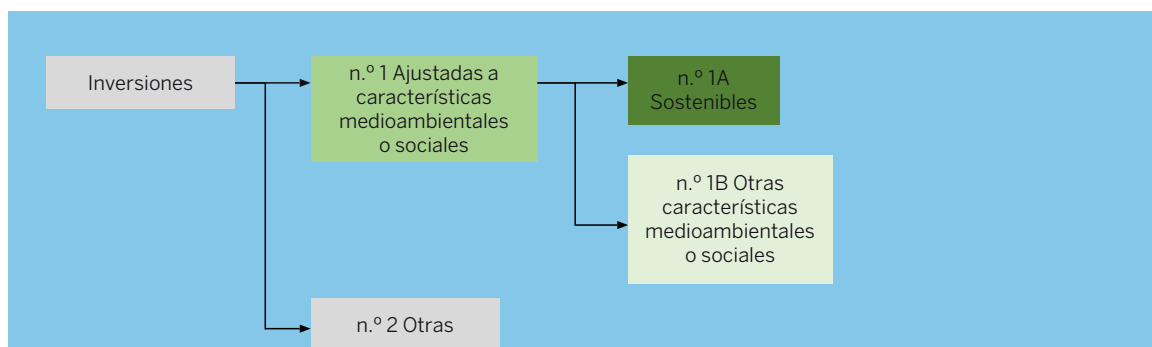 Inversiones
n.º 1 Ajustadas a
características
medioambientales
o sociales
n.º 1A
Sostenibles
n.º 1B Otras
características
medioambientales
o sociales
n.º 2 Otras